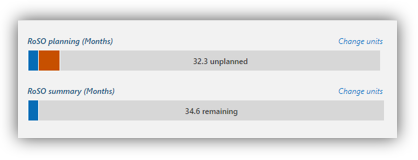 RoSO planning (Months) Change units
32.3 unplanned
RoSO summary (Months) Change units
34.6 remaining